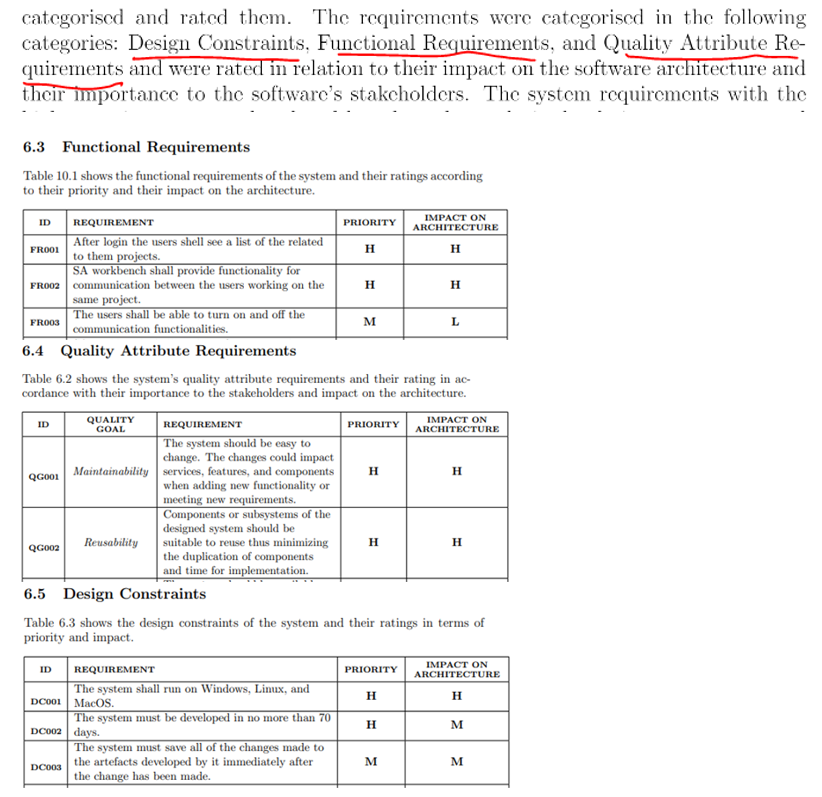 categorised and rated them. The requirements were categorised in the following
categories: Design Constraints, Functional Requirements, and Quality Attribute Re-
quirements and were rated in relation to their impact on the software architecture and
their importance to the software's stakeholders. The system requirements with the
6.3 Functional Requirements
Table 10.1 shows the functional requirements of the system and their ratings according
to their priority and their impact on the architecture.
ID REQUIREMENT PRIORITY IMPACT ON ARCHITECTURE
FR001 After login the users shell see a list of the related H H
to them projects.
SA workbench shall provide functionality for
FR002 communication between the users working on the H H
same project.
FR003 The users shall be able to turn on and off the M L
communication functionalities.
6.4 Quality Attribute Requirements
Table 6.2 shows the system's quality attribute requirements and their rating in ac-
cordance with their importance to the stakeholders and impact on the architecture.
ID QUALITY GOAL REQUIREMENT PRIORITY IMPACT ON ARCHITECTURE
The system should be easy to
change. The changes could impact
QG001 Maintainability services, features, and components H H
when adding new functionality or
meeting new requirements.
Components or subsystems of the
designed system should be
QG002 Reusability suitable to reuse thus minimizing H H
the duplication of components
and time for implementation.
6.5 Design Constraints
Table 6.3 shows the design constraints of the system and their ratings in terms of
priority and impact.
ID REQUIREMENT PRIORITY IMPACT ON ARCHITECTURE
DC001 The system shall run on Windows, Linux, and H H
MacOS.
DC002 The system must be developed in no more than 70 H M
days.
The system must save all of the changes made to
DC003 the artefacts developed by it immediately after M M
the change has been made.